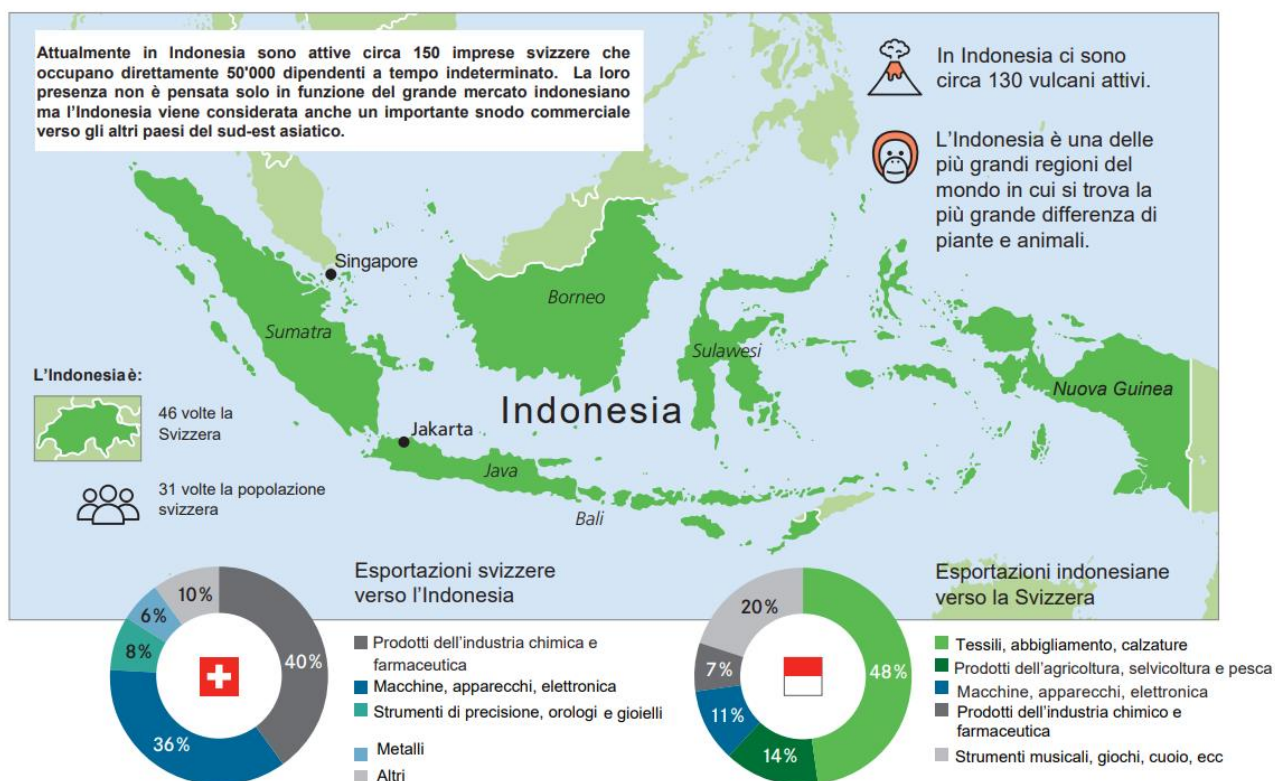 Attualmente in Indonesia sono attive circa 150 imprese svizzere che
occupano direttamente 50'000 dipendenti a tempo indeterminato. La loro
presenza non è pensata solo in funzione del grande mercato indonesiano
ma l'Indonesia viene considerata anche un importante snodo commerciale
verso gli altri paesi del sud-est asiatico.
In Indonesia ci sono
circa 130 vulcani attivi.
L'Indonesia è una delle
più grandi regioni del
mondo in cui si trova la
più grande differenza di
piante e animali.
Singapore
Sumatra
Borneo
Sulawesi
Nuova Guinea
Indonesia
Jakarta
Java
Bali
L'Indonesia è:
46 volte la
Svizzera
31 volte la popolazione
svizzera
Esportazioni svizzere
verso l'Indonesia
10%
6%
8%
36%
40%
Prodotti dell'industria chimica e
farmaceutica
Macchine, apparecchi, elettronica
Strumenti di precisione, orologi e gioielli
Metalli
Altri
Esportazioni indonesiane
verso la Svizzera
20%
7%
11%
14%
48%
Tessili, abbigliamento, calzature
Prodotti dell'agricoltura, selvicoltura e pesca
Macchine, apparecchi, elettronica
Prodotti dell'industria chimico e
farmaceutica
Strumenti musicali, giochi, cuoio, ecc